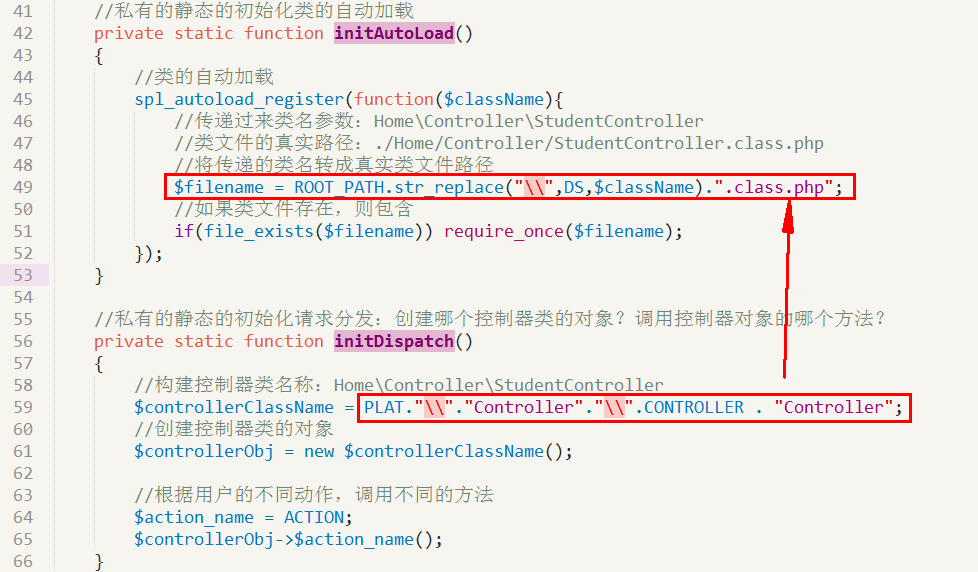 41 //私有的静态的初始化类的自动加载
42 private static function initAutoLoad()
43 {
44 //类的自动加载
45 spl_autoload_register(function($className){
46 //传递过来类名参数：Home\Controller\StudentController
47 //类文件的真实路径：./Home/Controller/StudentController.class.php
48 //将传递的类名转成真实类文件路径
49 $filename = ROOT_PATH.str_replace("\\",DS,$className).".class.php";
50 //如果类文件存在，则包含
51 if(file_exists($filename)) require_once($filename);
52 });
53 }
54
55 //私有的静态的初始化请求分发：创建哪个控制器类的对象？调用控制器对象的哪个方法？
56 private static function initDispatch()
57 {
58 //构建控制器类名称：Home\Controller\StudentController
59 $controllerClassName = PLAT."\\"."Controller"."\\".CONTROLLER . "Controller";
60 //创建控制器类的对象
61 $controllerObj = new $controllerClassName();
62
63 //根据用户的不同动作，调用不同的方法
64 $action_name = ACTION;
65 $controllerObj->$action_name();
66 }